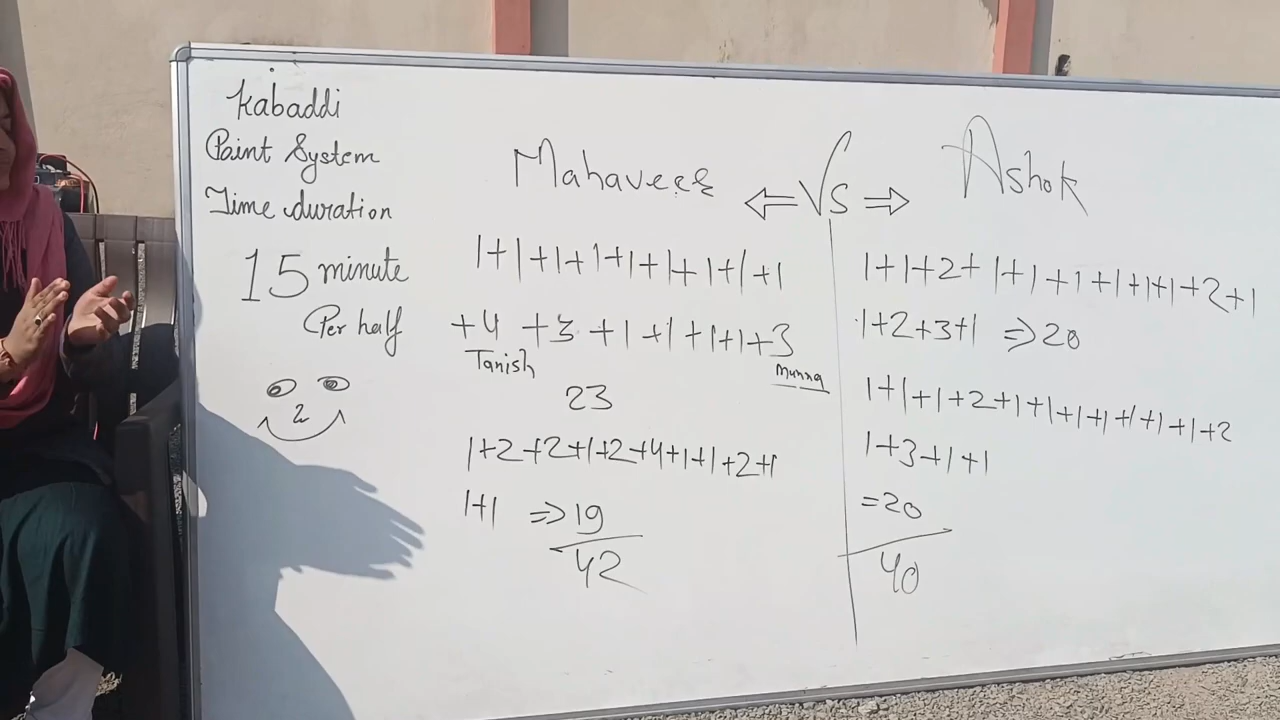 Kabaddi
Paint System
Time duration
15 minute
Per half
Mahaveer ⇐ Vs ⇒ Ashok
1+1+1+1+1+1+1+1+1
+4 +3 +1+1+1+1+3
Tanish
Munna
23
1+2+2+1+2+4+1+1+2+1
1+1 ⇒ 19
42
1+1+2+1+1+1+1+1+1+2+1
1+2+3+1 ⇒ 20
1+1+1+2+1+1+1+1+1+1+1+2
1+3+1+1
=20
40